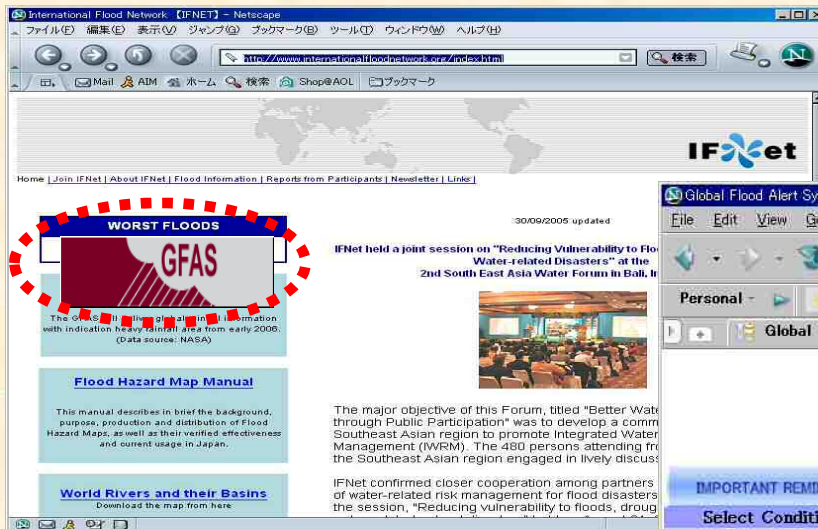 International Flood Network 【IFNET】 - Netscape
ファイル(F) 編集(E) 表示(V) ジャンプ(G) ブックマーク(B) ツール(T) ウィンドウ(W) ヘルプ(H)
http://www.internationalfloodnetwork.org/index.html
検索
Mail AIM ホーム 検索 Shop@AOL ブックマーク
IFNet
Home | Join IFNet | About IFNet | Flood Information | Reports from Participants | Newsletter | Links |
WORST FLOODS
GFAS
with indication heavy rainfall area from early 2006.
(Data source: NASA)
Flood Hazard Map Manual
This manual describes in brief the background,
purpose, production and distribution of Flood
Hazard Maps, as well as their verified effectiveness
and current usage in Japan.
World Rivers and their Basins
Download the map from here
30/09/2005 updated
IFNet held a joint session on "Reducing Vulnerability to Flo
Water-related Disasters" at the
2nd South East Asia Water Forum in Bali, In
The major objective of this Forum, titled "Better Wate
through Public Participation" was to develop a comm
Southeast Asian region to promote Integrated Water
Management (IWRM). The 480 persons attending fro
the Southeast Asian region engaged in lively discuss
IFNet confirmed closer cooperation among partners
of water-related risk management for flood disasters
the session, "Reducing vulnerability to floods, droug
Global Flood Alert Sy
File Edit View Go
Personal
Global
IMPORTANT REMI
Select Conditi